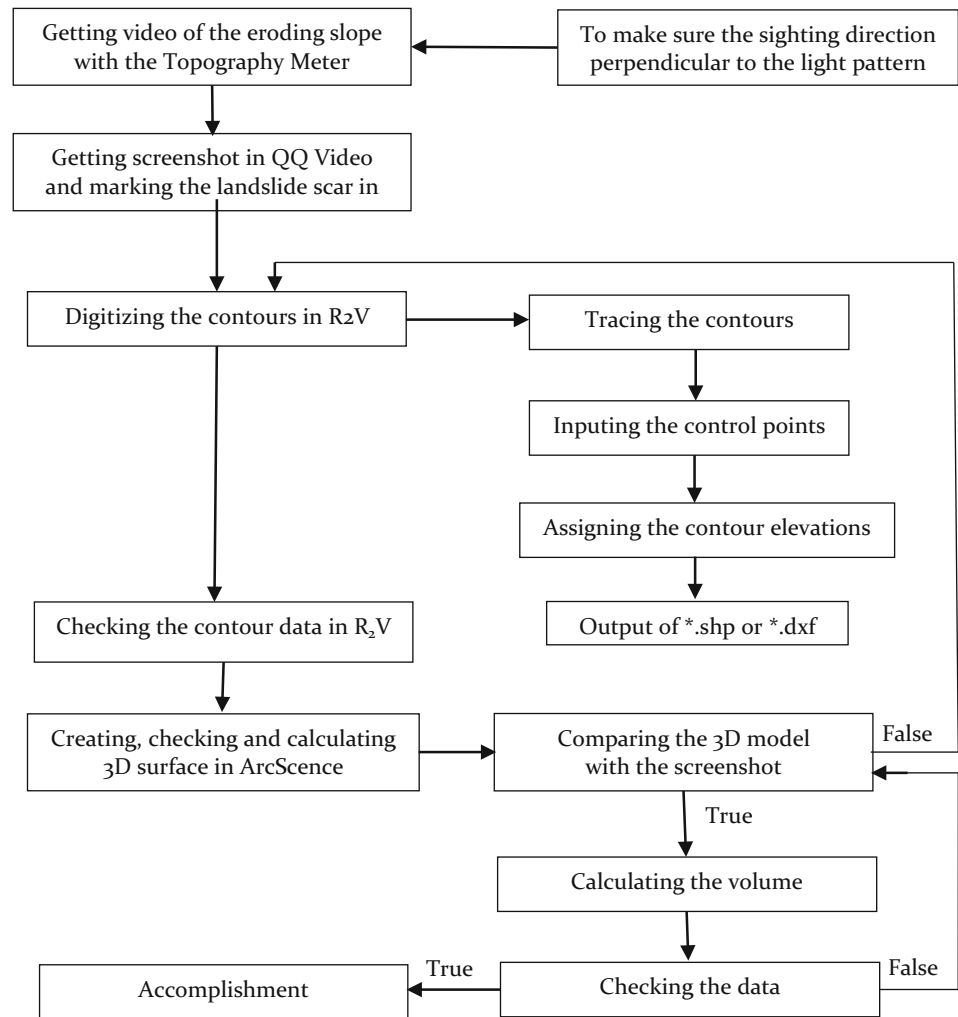 Getting video of the eroding slope
with the Topography Meter
To make sure the sighting direction
perpendicular to the light pattern
Getting screenshot in QQ Video
and marking the landslide scar in
Digitizing the contours in R2V
Tracing the contours
Inputing the control points
Assigning the contour elevations
Output of *.shp or *.dxf
Checking the contour data in R₂V
Creating, checking and calculating
3D surface in ArcScence
Comparing the 3D model
with the screenshot
False
True
Calculating the volume
Checking the data
False
True
Accomplishment